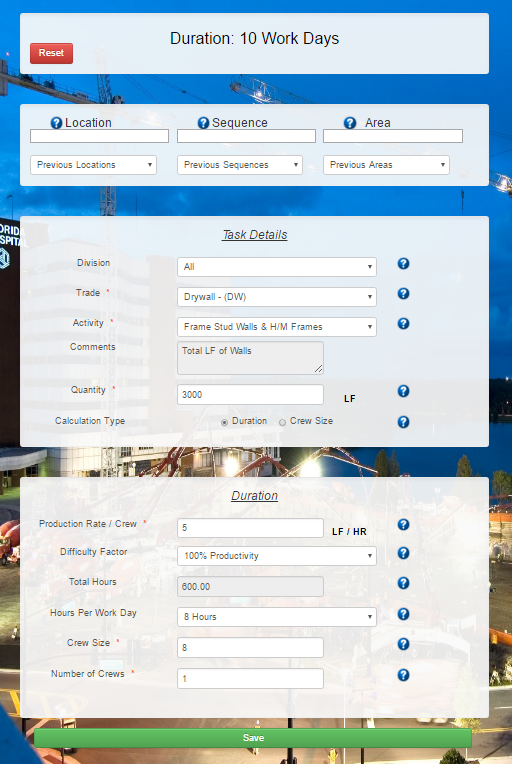 Duration: 10 Work Days
Reset
Location Sequence Area
Previous Locations Previous Sequences Previous Areas
Task Details
Division All
Trade * Drywall - (DW)
Activity * Frame Stud Walls & H/M Frames
Comments Total LF of Walls
Quantity * 3000 LF
Calculation Type Duration Crew Size
Duration
Production Rate / Crew * 5 LF / HR
Difficulty Factor 100% Productivity
Total Hours 600.00
Hours Per Work Day 8 Hours
Crew Size * 8
Number of Crews * 1
Save